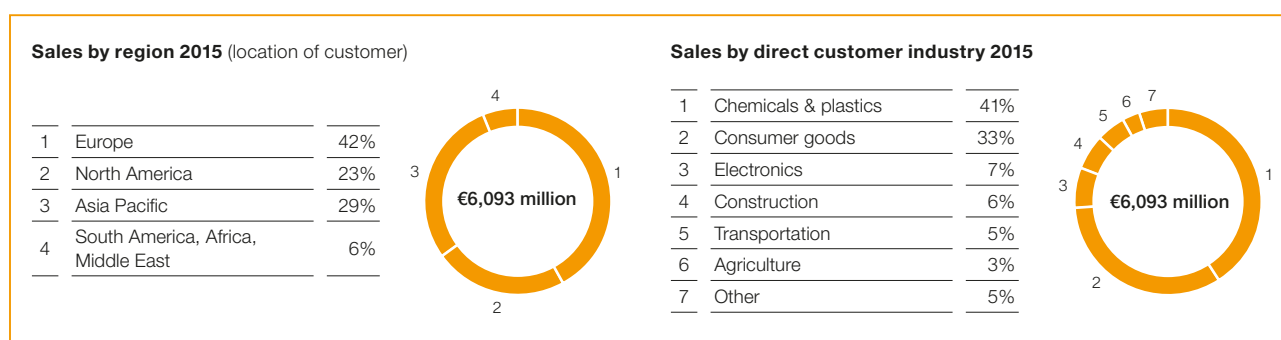 Sales by region 2015 (location of customer)
1 Europe 42%
2 North America 23%
3 Asia Pacific 29%
4 South America, Africa,
Middle East 6%
4
3
1
€6,093 million
2
Sales by direct customer industry 2015
1 Chemicals & plastics 41%
2 Consumer goods 33%
3 Electronics 7%
4 Construction 6%
5 Transportation 5%
6 Agriculture 3%
7 Other 5%
7
6
5
4
3
1
€6,093 million
2